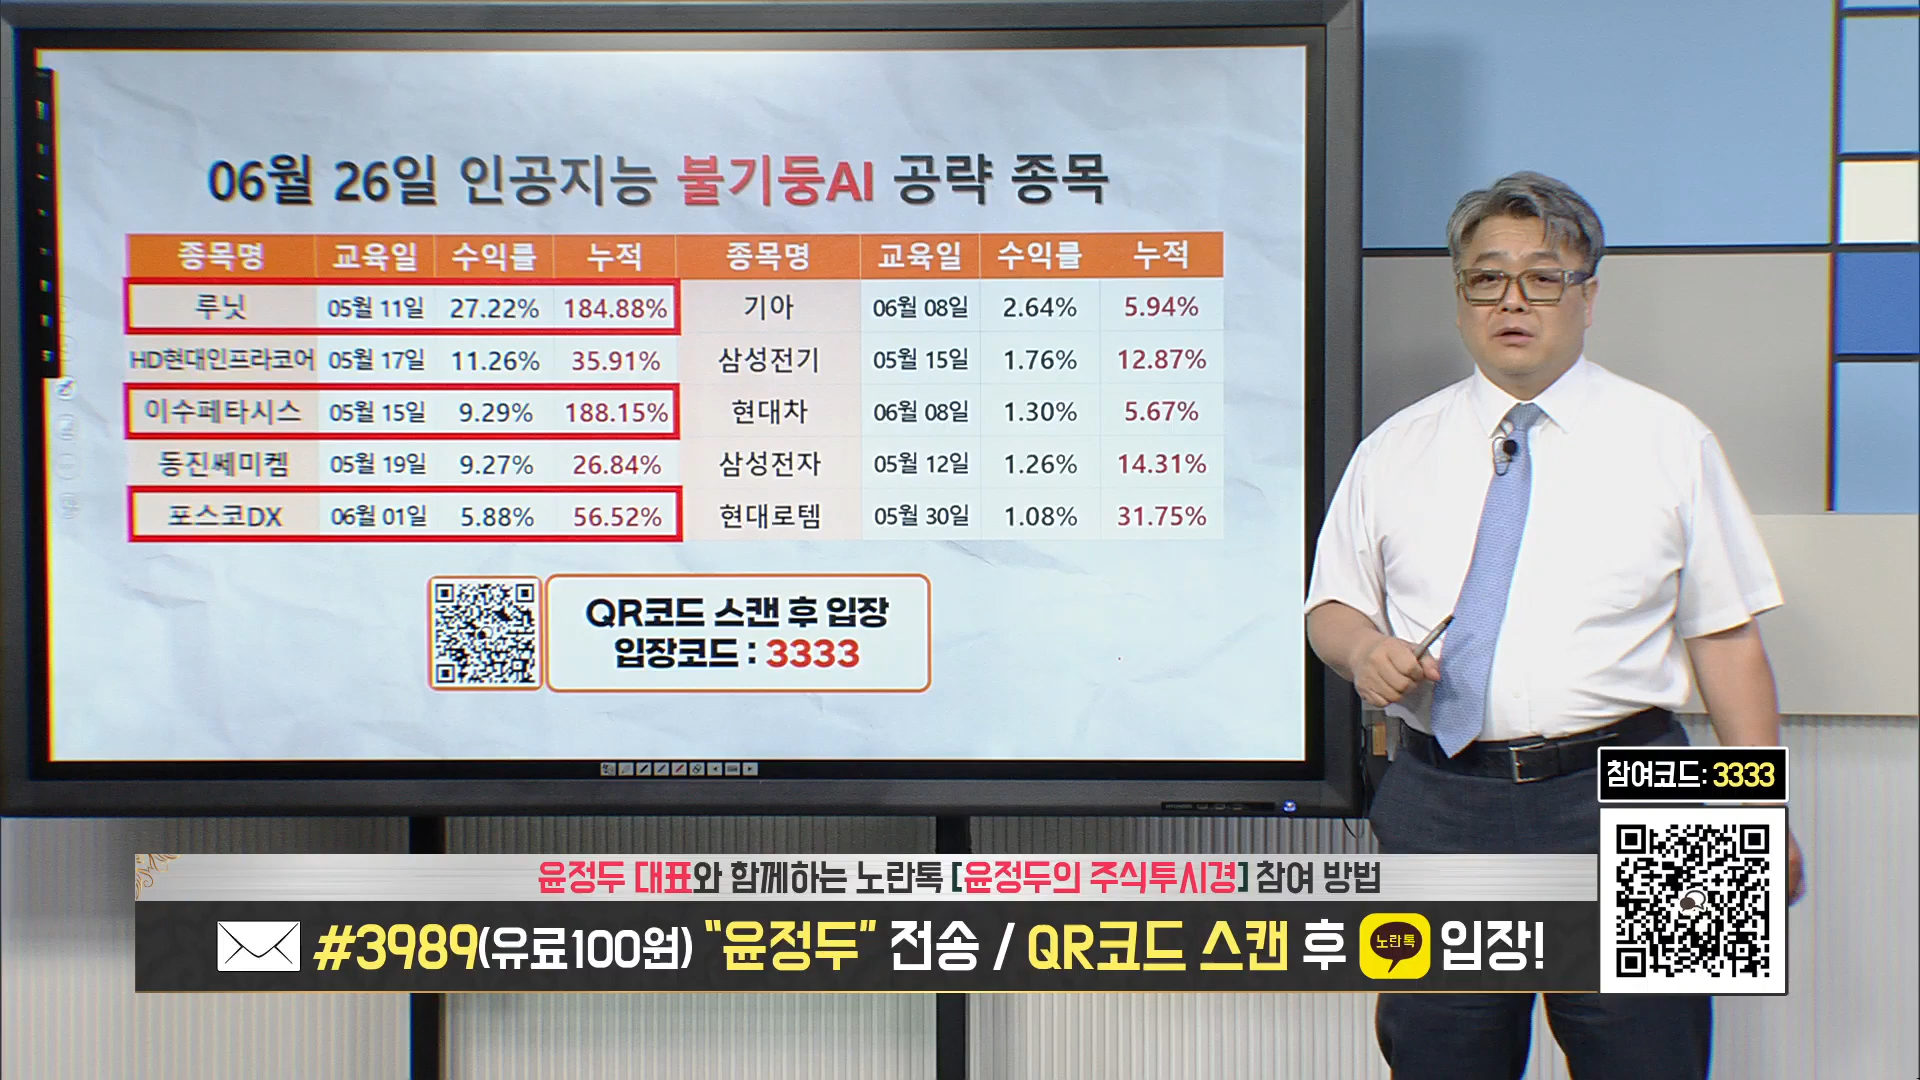 06월 26일 인공지능 불기둥AI 공략 종목
종목명 교육일 수익률 누적 종목명 교육일 수익률 누적
루닛 05월 11일 27.22% 184.88% 기아 06월 08일 2.64% 5.94%
HD현대인프라코어 05월 17일 11.26% 35.91% 삼성전기 05월 15일 1.76% 12.87%
이수페타시스 05월 15일 9.29% 188.15% 현대차 06월 08일 1.30% 5.67%
동진쎄미켐 05월 19일 9.27% 26.84% 삼성전자 05월 12일 1.26% 14.31%
포스코DX 06월 01일 5.88% 56.52% 현대로템 05월 30일 1.08% 31.75%
QR코드 스캔 후 입장
입장코드 : 3333
참여코드: 3333
윤정두 대표와 함께하는 노란톡 [윤정두의 주식투시경] 참여 방법
#3989(유료100원) “윤정두” 전송 / QR코드 스캔 후 노란톡 입장!